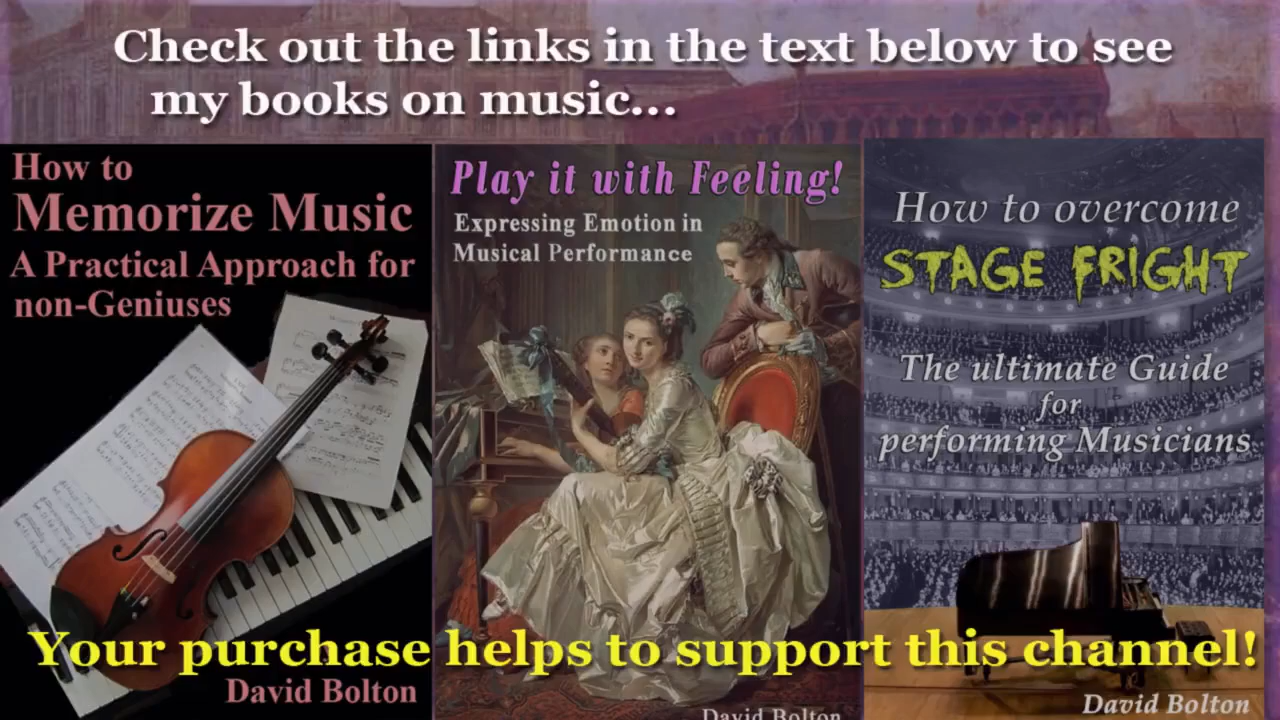 Check out the links in the text below to see
my books on music...
How to
Memorize Music
A Practical Approach for
non-Geniuses
David Bolton
Play it with Feeling!
Expressing Emotion in
Musical Performance
David Bolton
How to overcome
STAGE FRIGHT
The ultimate Guide
for
performing Musicians
David Bolton
Your purchase helps to support this channel!